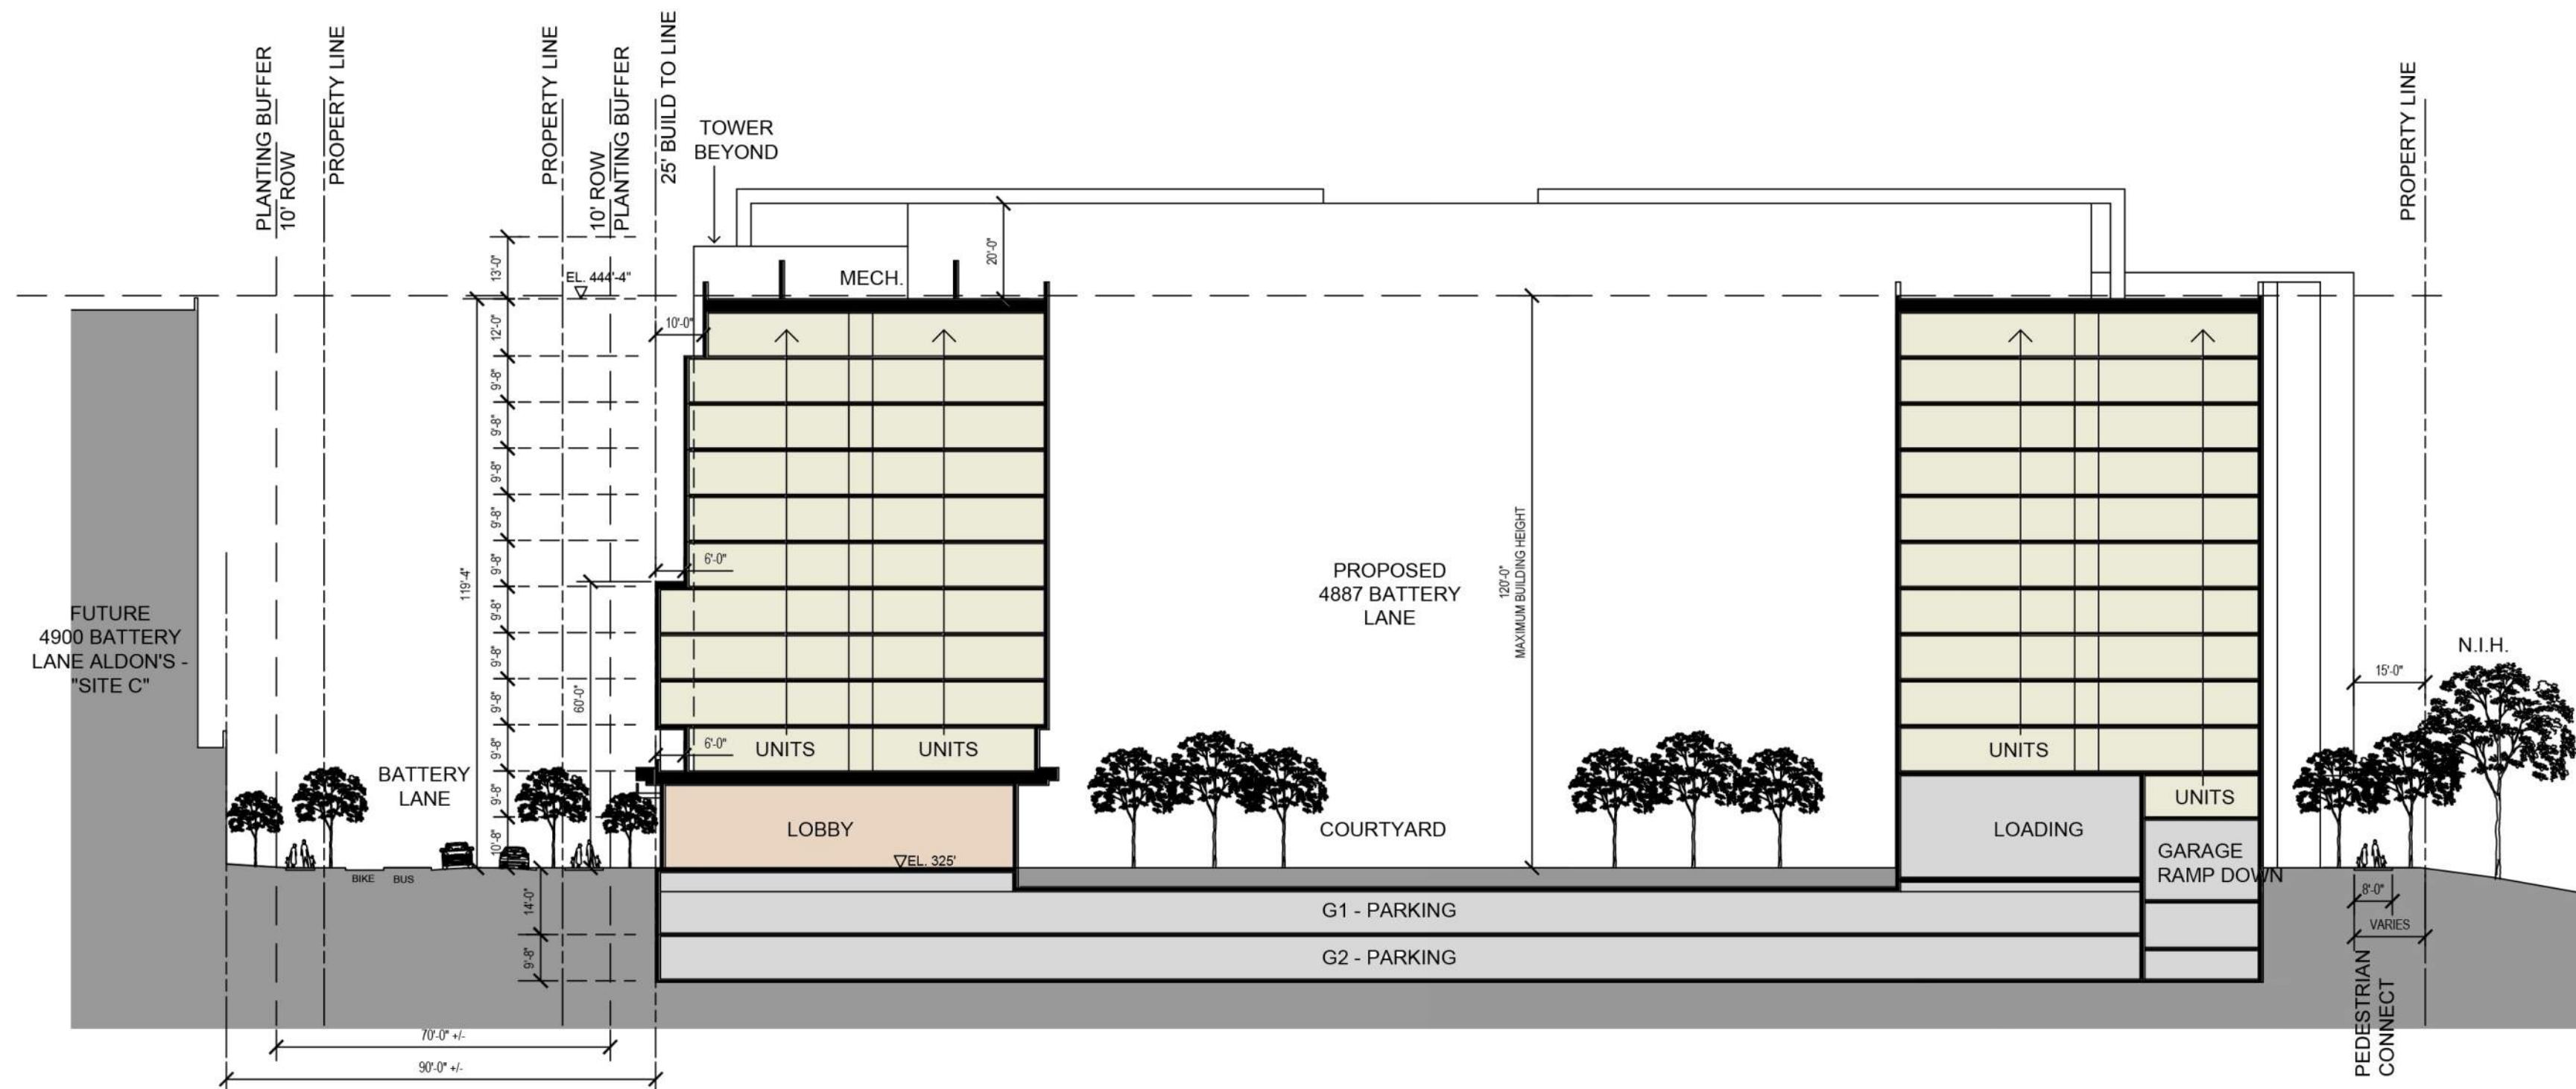 PLANTING BUFFER
10' ROW
PROPERTY LINE
PROPERTY LINE
10' ROW
PLANTING BUFFER
25' BUILD TO LINE
TOWER
BEYOND
PROPERTY LINE
13'-0"
EL. 444'-4"
MECH.
20'-0"
12'-0"
10'-0"
9'-8"
9'-8"
9'-8"
9'-8"
9'-8"
9'-8"
9'-8"
9'-8"
9'-8"
9'-8"
10'-8"
119'-4"
60'-0"
6'-0"
6'-0"
FUTURE
4900 BATTERY
LANE ALDON'S -
"SITE C"
PROPOSED
4887 BATTERY
LANE
120'-0"
MAXIMUM BUILDING HEIGHT
N.I.H.
15'-0"
BATTERY
LANE
UNITS
UNITS
UNITS
UNITS
LOBBY
EL. 325'
COURTYARD
LOADING
GARAGE
RAMP DOWN
BIKE
BUS
14'-0"
9'-8"
G1 - PARKING
G2 - PARKING
8'-0"
VARIES
PEDESTRIAN
CONNECT
70'-0" +/-
90'-0" +/-